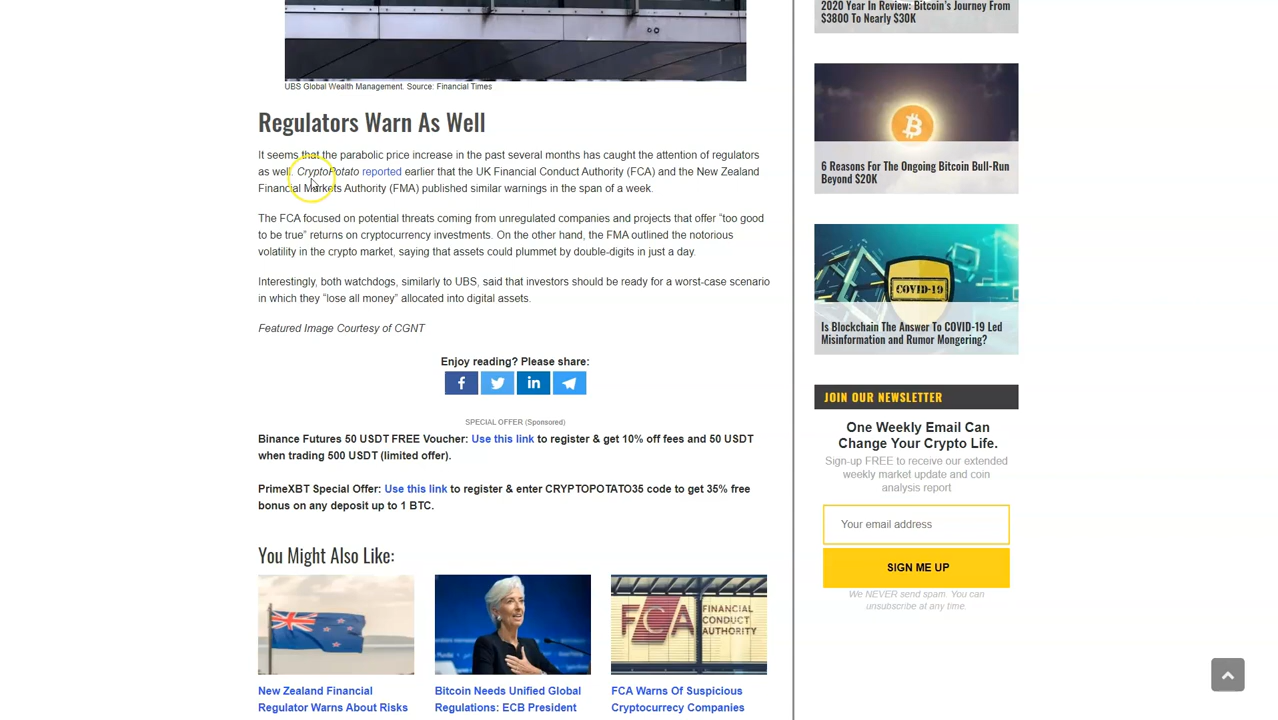 UBS Global Wealth Management. Source: Financial Times
Regulators Warn As Well
It seems that the parabolic price increase in the past several months has caught the attention of regulators
as well. CryptoPotato reported earlier that the UK Financial Conduct Authority (FCA) and the New Zealand
Financial Markets Authority (FMA) published similar warnings in the span of a week.
The FCA focused on potential threats coming from unregulated companies and projects that offer “too good
to be true” returns on cryptocurrency investments. On the other hand, the FMA outlined the notorious
volatility in the crypto market, saying that assets could plummet by double-digits in just a day.
Interestingly, both watchdogs, similarly to UBS, said that investors should be ready for a worst-case scenario
in which they “lose all money” allocated into digital assets.
Featured Image Courtesy of CGNT
Enjoy reading? Please share:
SPECIAL OFFER (Sponsored)
Binance Futures 50 USDT FREE Voucher: Use this link to register & get 10% off fees and 50 USDT
when trading 500 USDT (limited offer).
PrimeXBT Special Offer: Use this link to register & enter CRYPTOPOTATO35 code to get 35% free
bonus on any deposit up to 1 BTC.
You Might Also Like:
FCA
FINANCIAL
CONDUCT
AUTHORITY
New Zealand Financial
Regulator Warns About Risks
Bitcoin Needs Unified Global
Regulations: ECB President
FCA Warns Of Suspicious
Cryptocurrecy Companies
2020 Year In Review: Bitcoin’s Journey From
$3800 To Nearly $30K
6 Reasons For The Ongoing Bitcoin Bull-Run
Beyond $20K
COVID-19
Is Blockchain The Answer To COVID-19 Led
Misinformation and Rumor Mongering?
JOIN OUR NEWSLETTER
One Weekly Email Can
Change Your Crypto Life.
Sign-up FREE to receive our extended
weekly market update and coin
analysis report
Your email address
SIGN ME UP
We NEVER send spam. You can
unsubscribe at any time.